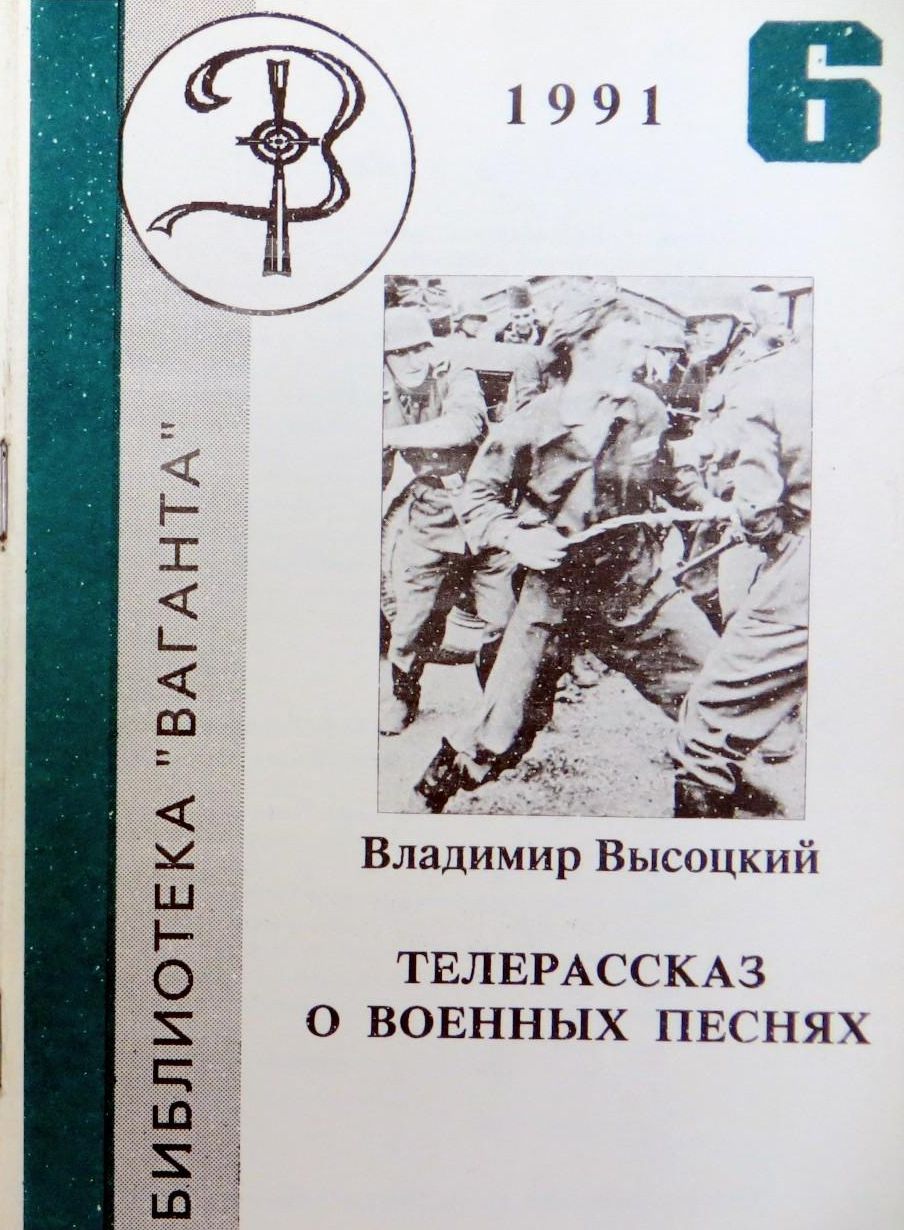 1991
6
Владимир Высоцкий
ТЕЛЕРАССКАЗ
О ВОЕННЫХ ПЕСНЯХ
БИБЛИОТЕКА "ВАГАНТА"